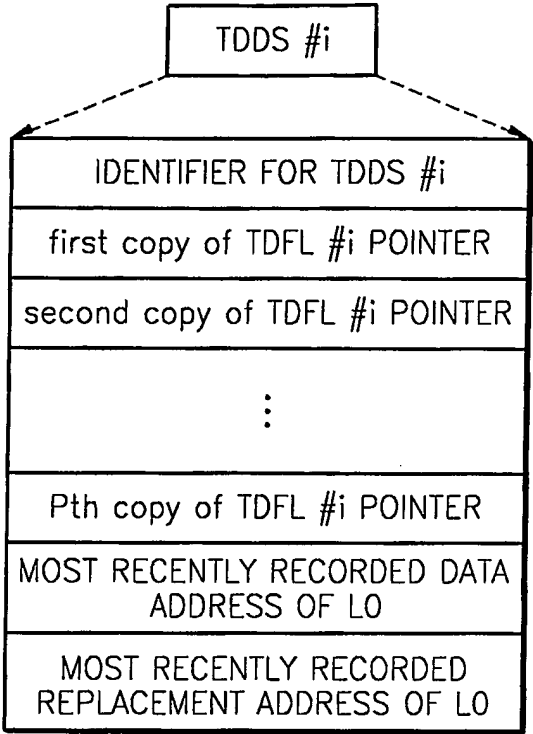 TDDS #i
IDENTIFIER FOR TDDS #i
first copy of TDFL #i POINTER
second copy of TDFL #i POINTER
⋮
Pth copy of TDFL #i POINTER
MOST RECENTLY RECORDED DATA
ADDRESS OF L0
MOST RECENTLY RECORDED
REPLACEMENT ADDRESS OF L0